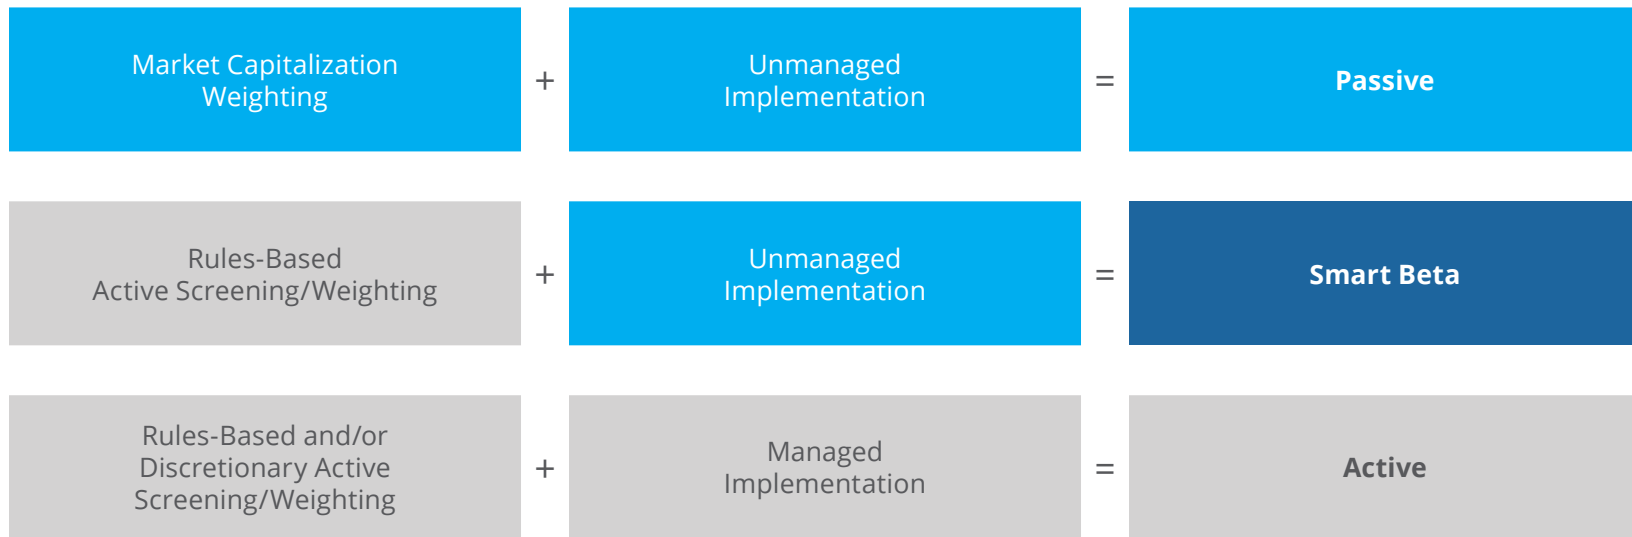 Market Capitalization
Weighting
+
Unmanaged
Implementation
=
Passive
Rules-Based
Active Screening/Weighting
+
Unmanaged
Implementation
=
Smart Beta
Rules-Based and/or
Discretionary Active
Screening/Weighting
+
Managed
Implementation
=
Active